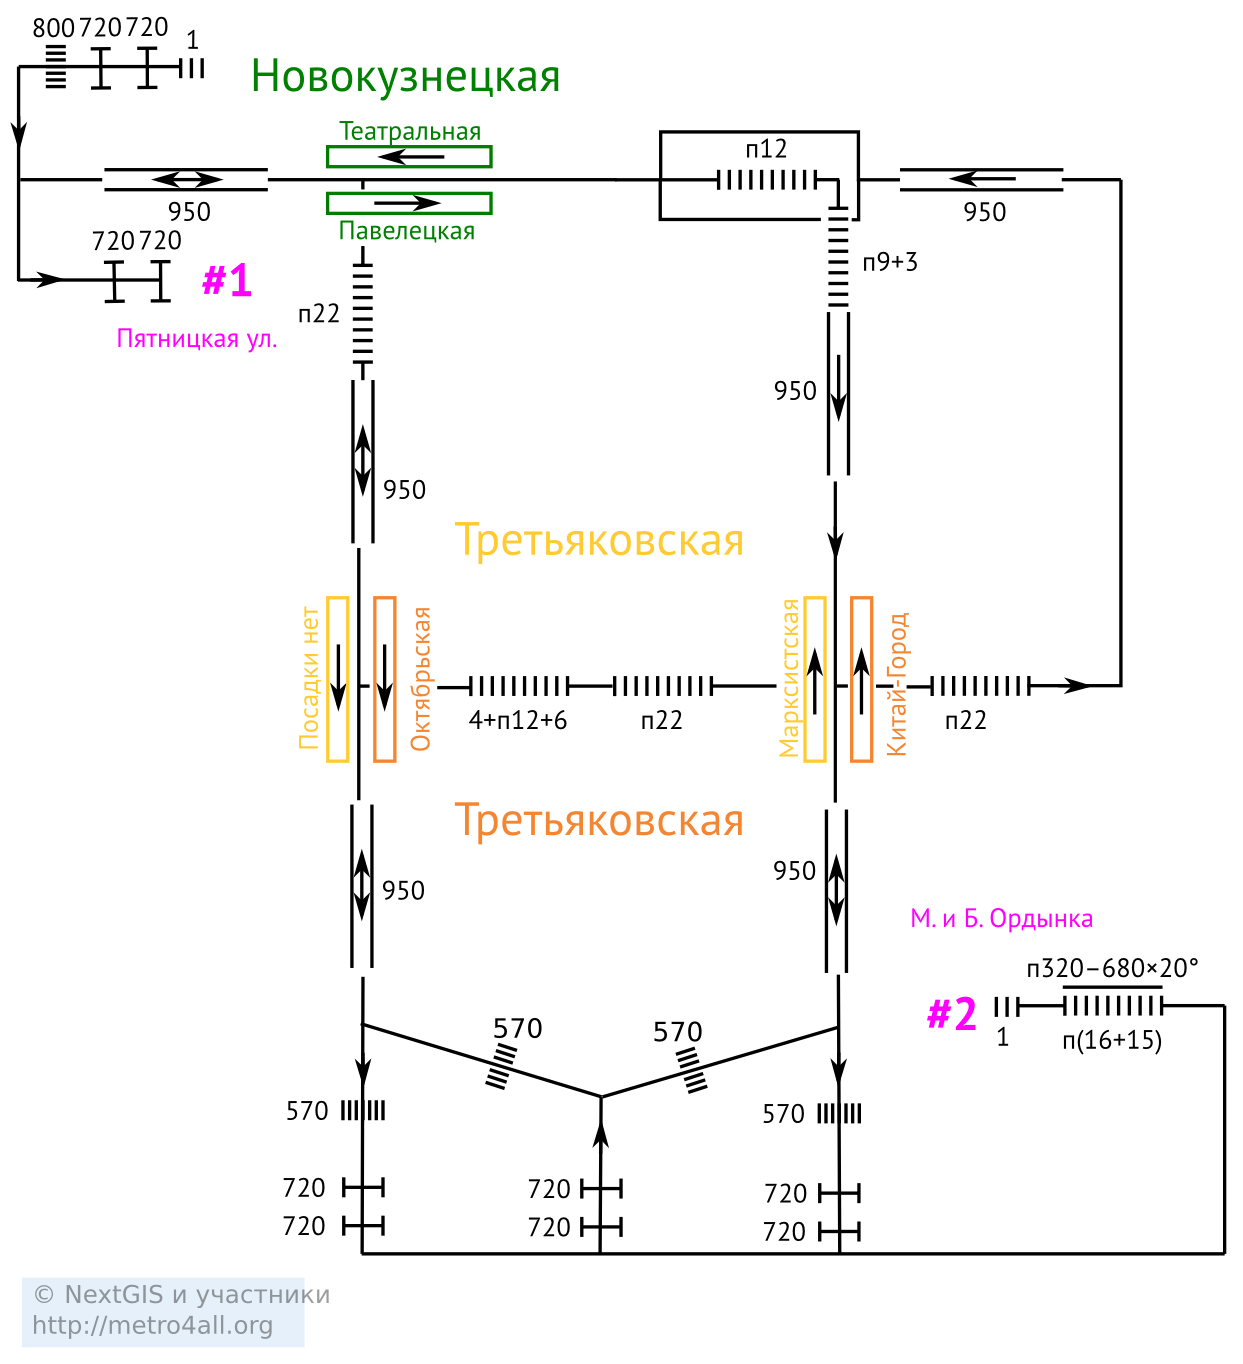 800
720
720
1
Новокузнецкая
Театральная
п12
950
950
Павелецкая
720
720
#1
п9+3
п22
Пятницкая ул.
950
950
Третьяковская
Посадки нет
Октябрьская
Марксистская
Китай-Город
4+п12+6
п22
п22
Третьяковская
950
950
М. и Б. Ордынка
п320–680×20°
#2
1
п(16+15)
570
570
570
570
720
720
720
720
720
720
© NextGIS и участники
http://metro4all.org